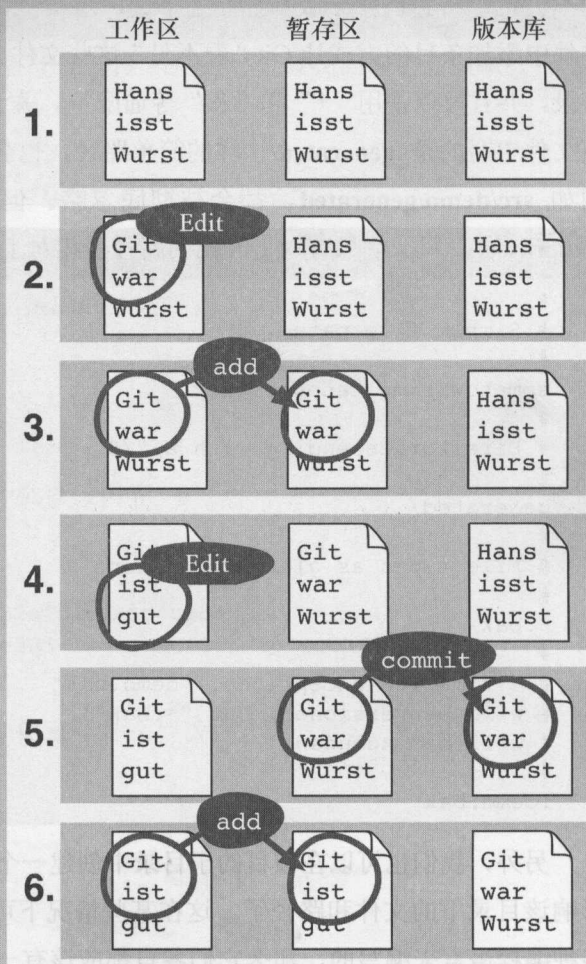 工作区 暂存区 版本库
1.
Hans Hans Hans
isst isst isst
Wurst Wurst Wurst
2.
Edit
Git Hans Hans
war isst isst
Wurst Wurst Wurst
3.
add
Git Git Hans
war war isst
Wurst Wurst Wurst
4.
Edit
Git Git Hans
ist war isst
gut Wurst Wurst
5.
commit
Git Git Git
ist war war
gut Wurst Wurst
6.
add
Git Git Git
ist ist war
gut gut Wurst